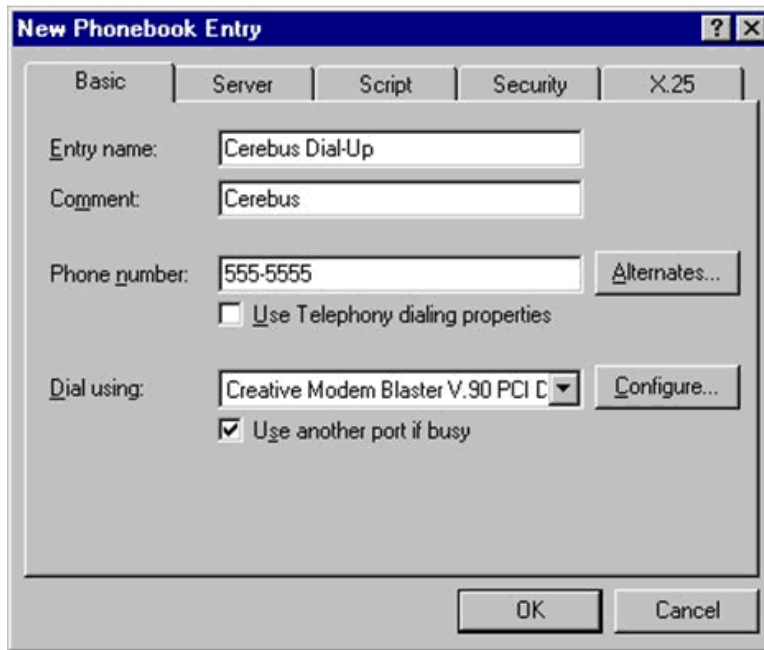 New Phonebook Entry
Basic Server Script Security X.25
Entry name: Cerebus Dial-Up
Comment: Cerebus
Phone number: 555-5555 Alternates...
Use Telephony dialing properties
Dial using: Creative Modem Blaster V.90 PCI D Configure...
Use another port if busy
OK Cancel